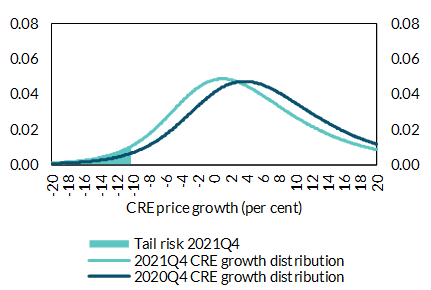 0.08 0.08
0.06 0.06
0.04 0.04
0.02 0.02
0.00 0.00
-20 -18 -16 -14 -12 -10 -8 -6 -4 -2 0 2 4 6 8 10 12 14 16 18 20
CRE price growth (per cent)
Tail risk 2021Q4
2021Q4 CRE growth distribution
2020Q4 CRE growth distribution